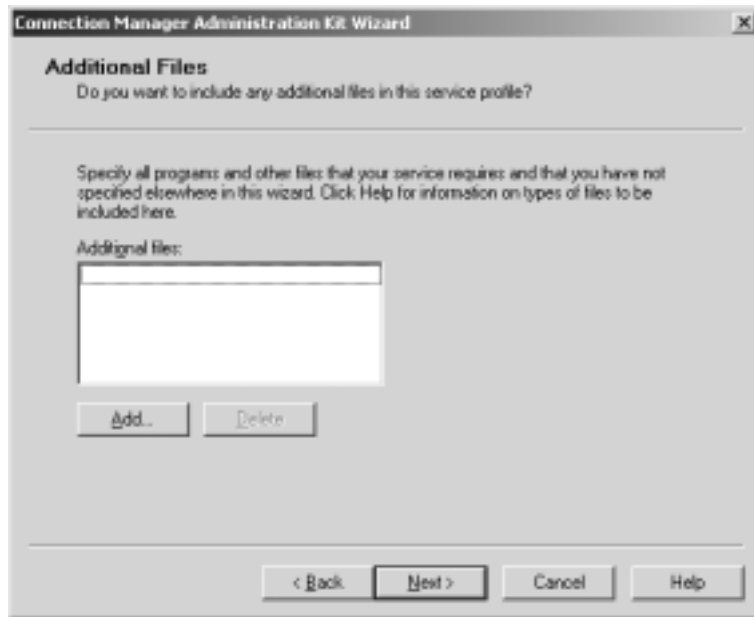 Connection Manager Administration Kit Wizard
Additional Files
Do you want to include any additional files in this service profile?
Specify all programs and other files that your service requires and that you have not
specified elsewhere in this wizard. Click Help for information on types of files to be
included here.
Additional files:
Add...
Delete
< Back
Next >
Cancel
Help